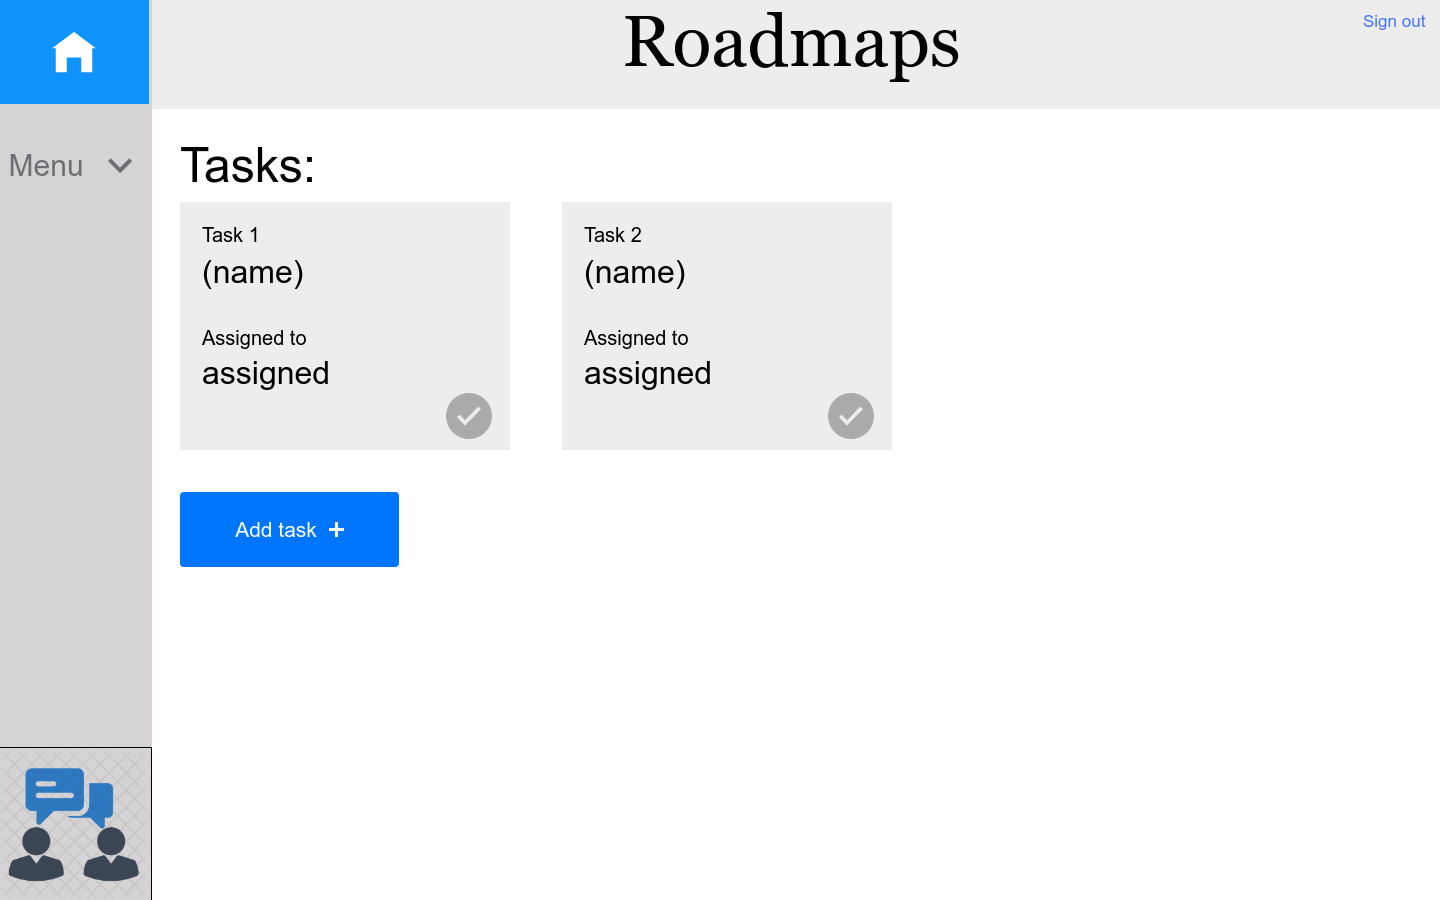 Roadmaps
Sign out
Menu
Tasks:
Task 1
(name)
Assigned to
assigned
Task 2
(name)
Assigned to
assigned
Add task +